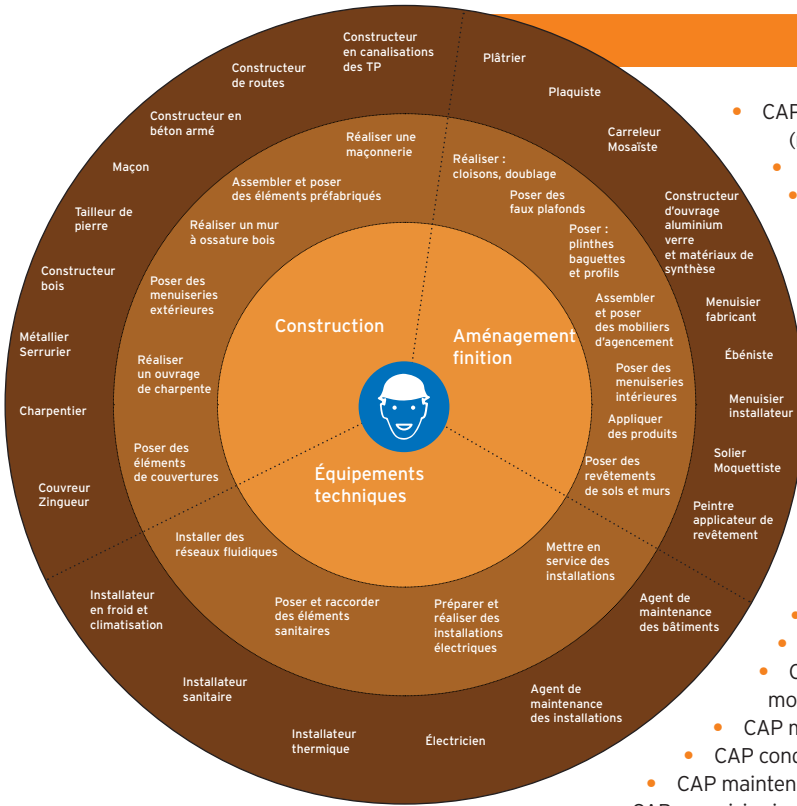 Constructeur
en canalisations
des TP
Constructeur
de routes
Constructeur en
béton armé
Maçon
Tailleur de
pierre
Constructeur
bois
Métallier
Serrurier
Charpentier
Couvreur
Zingueur
Plâtrier
Plaquiste
Carreleur
Mosaïste
Constructeur
d'ouvrage
aluminium
verre
et matériaux de
synthèse
Menuisier
fabricant
Ébéniste
Menuisier
installateur
Solier
Moquettiste
Peintre
applicateur de
revêtement
Réaliser une
maçonnerie
Assembler et poser
des éléments préfabriqués
Réaliser un mur
à ossature bois
Poser des
menuiseries
extérieures
Réaliser
un ouvrage
de charpente
Poser des
éléments
de couvertures
Réaliser :
cloisons, doublage
Poser des
faux plafonds
Poser :
plinthes
baguettes
et profils
Assembler
et poser
des mobiliers
d'agencement
Poser des
menuiseries
intérieures
Appliquer
des produits
Poser des
revêtements
de sols et murs
Construction
Aménagement
finition
Équipements
techniques
Installer des
réseaux fluidiques
Poser et raccorder
des éléments
sanitaires
Préparer et
réaliser des
installations
électriques
Mettre en
service des
installations
Installateur
en froid et
climatisation
Installateur
sanitaire
Installateur
thermique
Électricien
Agent de
maintenance
des installations
Agent de
maintenance
des bâtiments
• CAP
(
•
•
•
•
• C
mo
• CAP m
• CAP cond
• CAP mainten